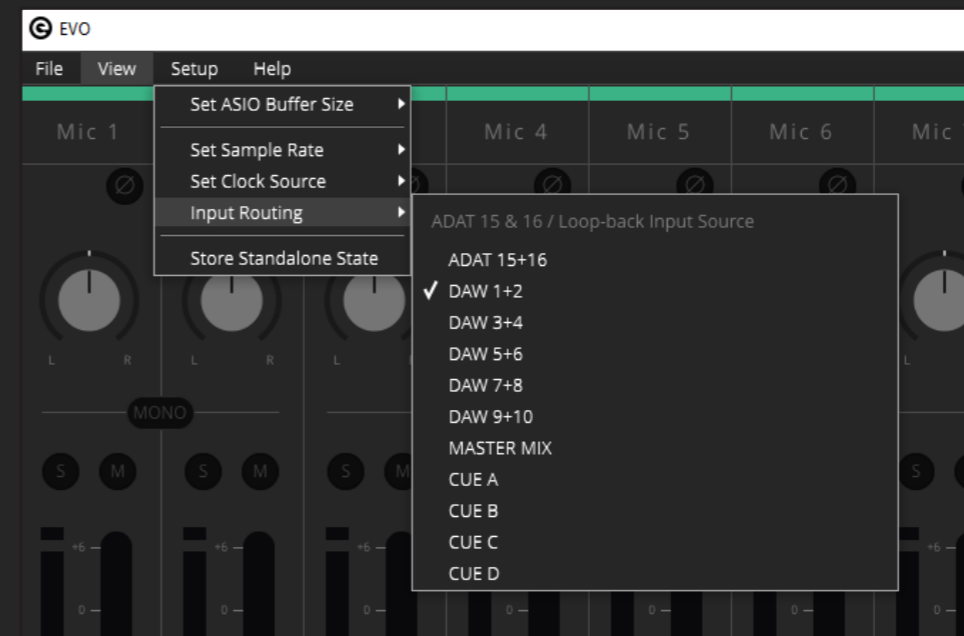 EVO
File View Setup Help
Set ASIO Buffer Size
Set Sample Rate
Set Clock Source
Input Routing
Store Standalone State
ADAT 15 & 16 / Loop-back Input Source
ADAT 15+16
DAW 1+2
DAW 3+4
DAW 5+6
DAW 7+8
DAW 9+10
MASTER MIX
CUE A
CUE B
CUE C
CUE D
Mic 1 Mic 4 Mic 5 Mic 6 Mic
L R L R L L
MONO
S M S M S M S
+6 +6 +6 +6
0 0 0 0 0 0 0